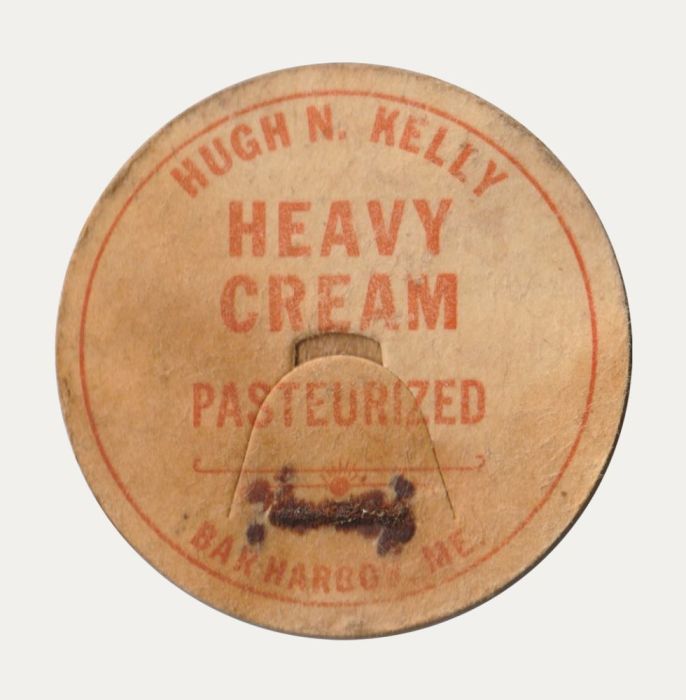 HUGH N. KELLY
HEAVY
CREAM
PASTEURIZED
BAR HARBOR, ME.